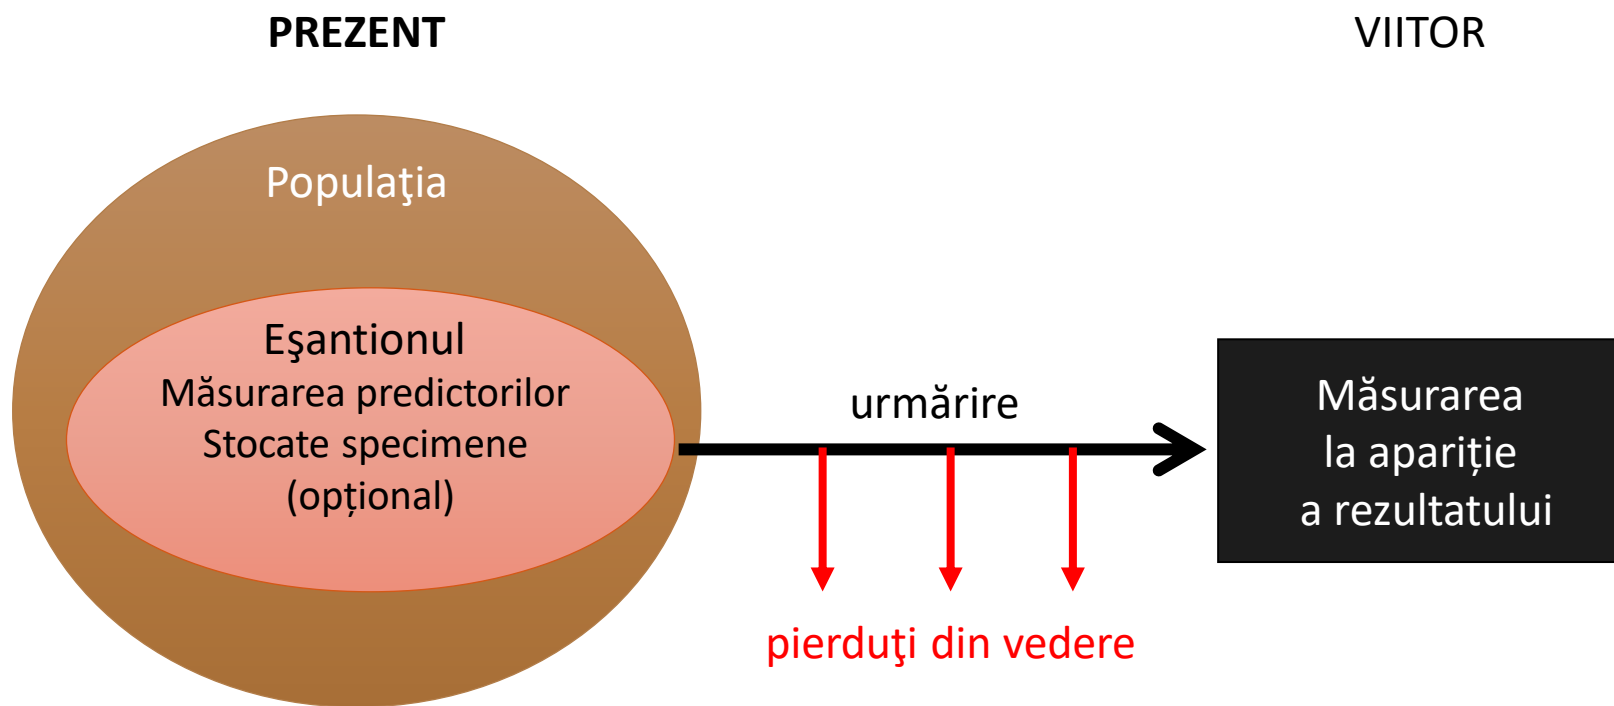 PREZENT
VIITOR
Populaţia
Eşantionul
Măsurarea predictorilor
Stocate specimene
(opțional)
urmărire
pierduţi din vedere
Măsurarea
la apariție
a rezultatului